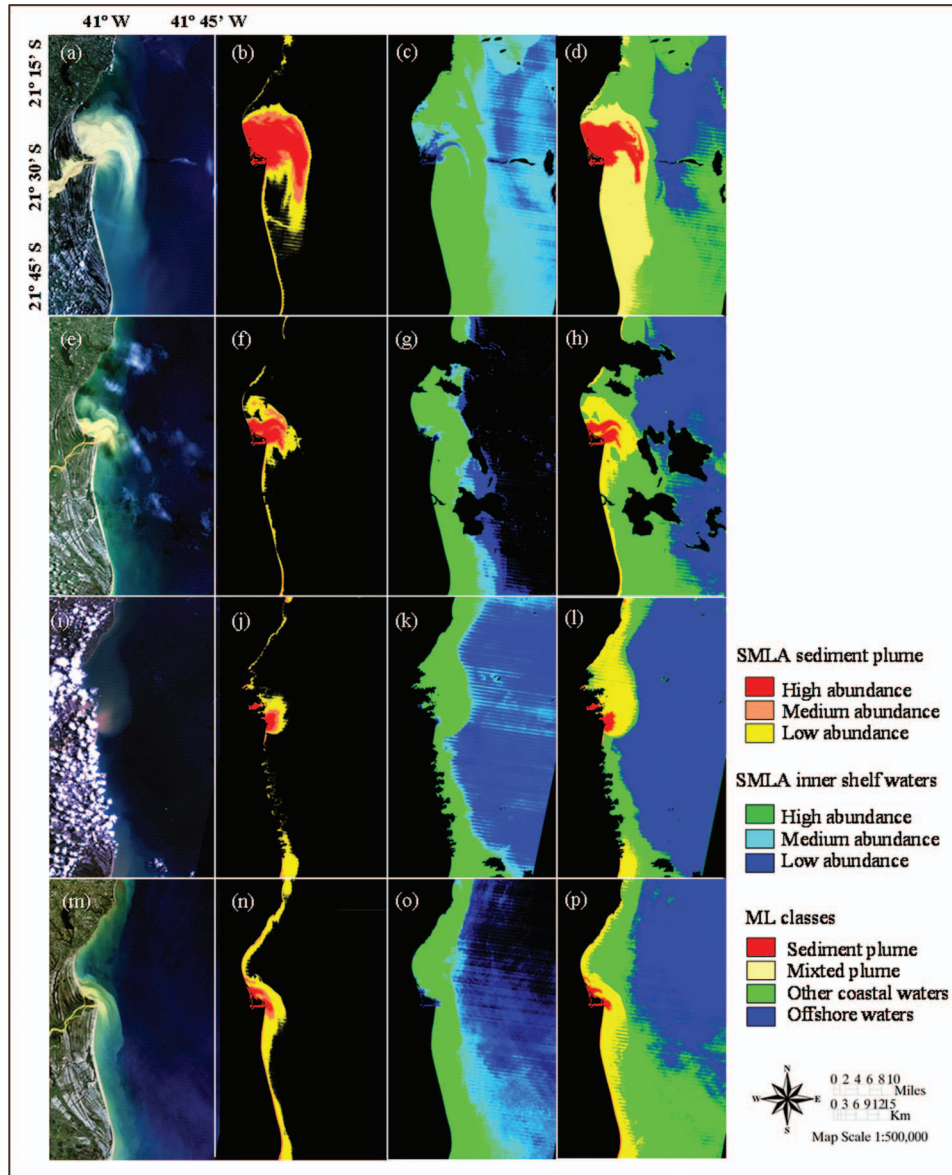 41° W 41° 45' W
21° 15' S
21° 30' S
21° 45' S
(a) (b) (c) (d)
(e) (f) (g) (h)
(i) (j) (k) (l)
(m) (n) (o) (p)
SMLA sediment plume
High abundance
Medium abundance
Low abundance
SMLA inner shelf waters
High abundance
Medium abundance
Low abundance
ML classes
Sediment plume
Mixted plume
Other coastal waters
Offshore waters
N
W E
S
0 2 4 6 8 10
Miles
0 3 6 9 12 15
Km
Map Scale 1:500,000